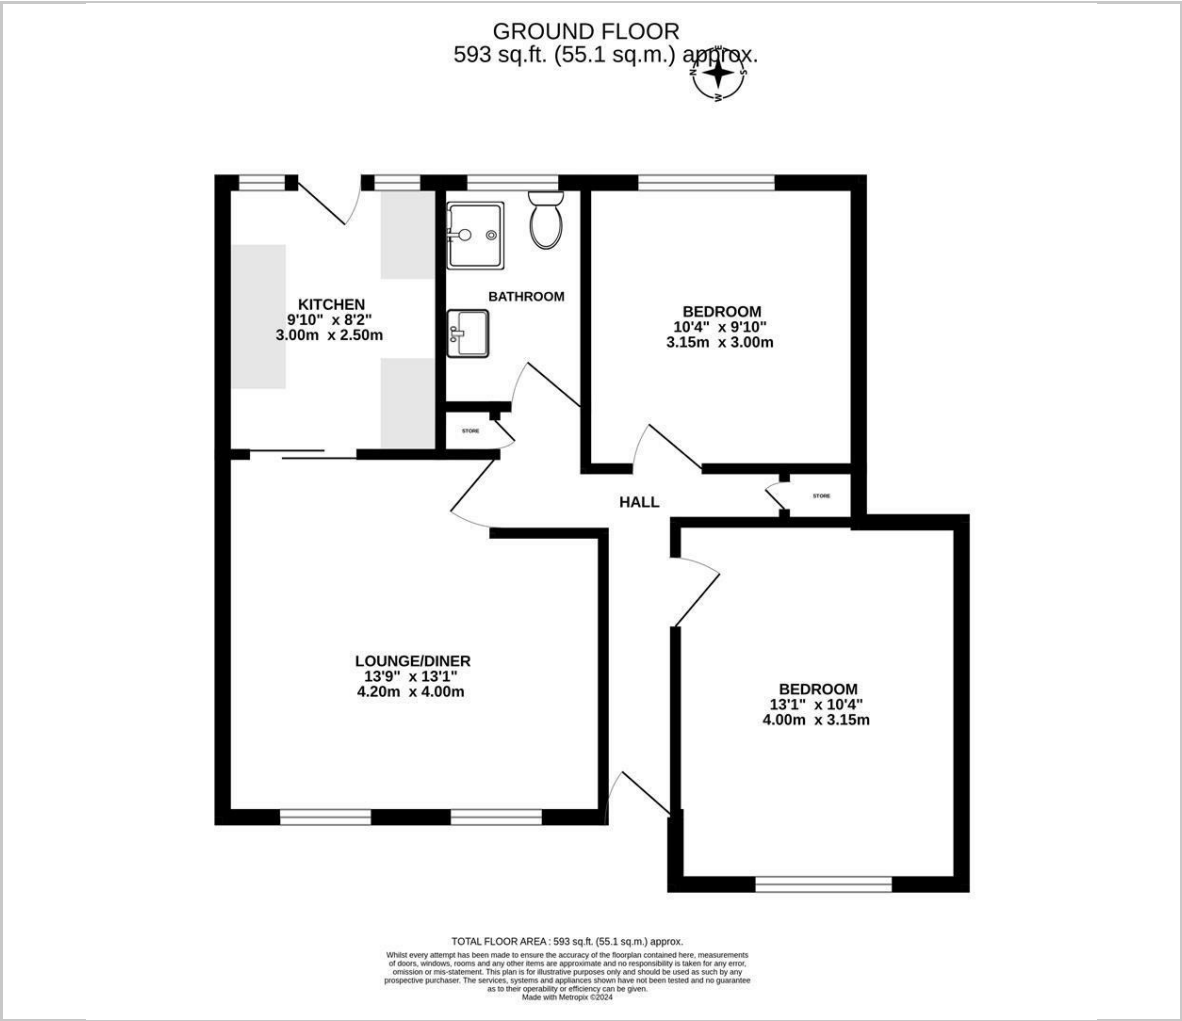 GROUND FLOOR
593 sq.ft. (55.1 sq.m.) approx.
E
N
S
W
KITCHEN
9'10" x 8'2"
3.00m x 2.50m
BATHROOM
BEDROOM
10'4" x 9'10"
3.15m x 3.00m
STORE
HALL
STORE
LOUNGE/DINER
13'9" x 13'1"
4.20m x 4.00m
BEDROOM
13'1" x 10'4"
4.00m x 3.15m
TOTAL FLOOR AREA : 593 sq.ft. (55.1 sq.m.) approx.
Whilst every attempt has been made to ensure the accuracy of the floorplan contained here, measurements
of doors, windows, rooms and any other items are approximate and no responsibility is taken for any error,
omission or mis-statement. This plan is for illustrative purposes only and should be used as such by any
prospective purchaser. The services, systems and appliances shown have not been tested and no guarantee
as to their operability or efficiency can be given.
Made with Metropix ©2024